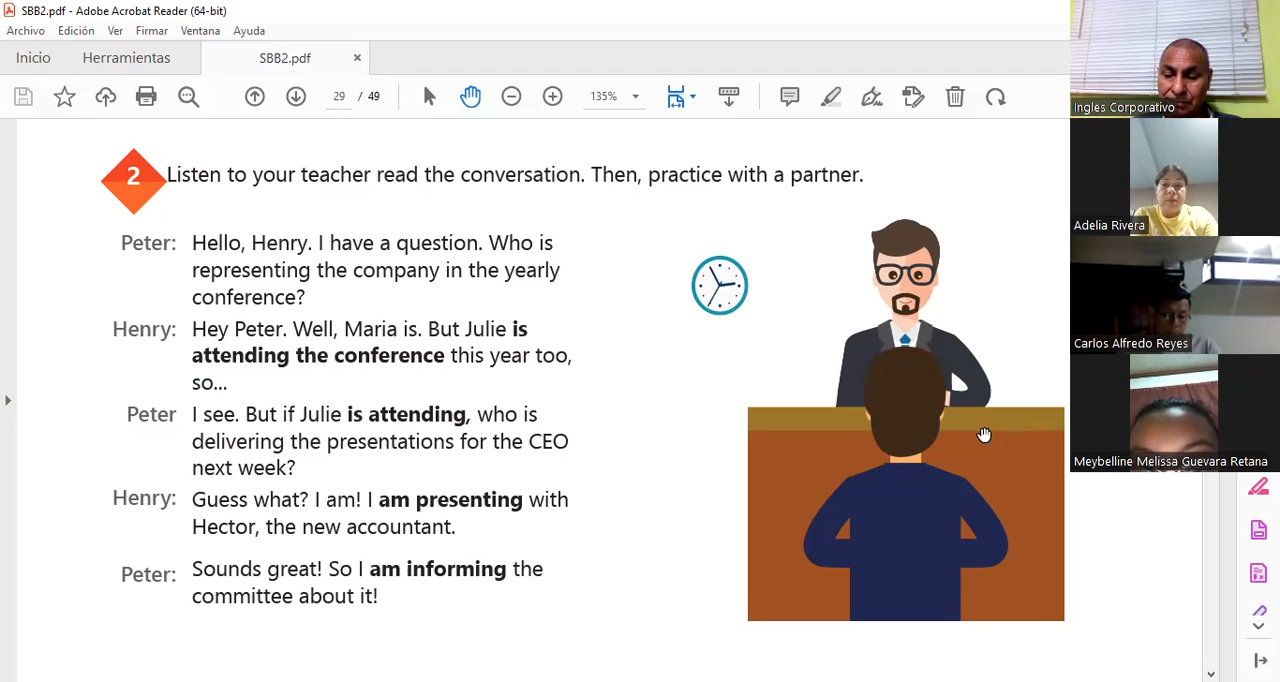 SBB2.pdf - Adobe Acrobat Reader (64-bit)
Archivo Edición Ver Firmar Ventana Ayuda
Inicio Herramientas SBB2.pdf ×
29 / 49 135%
2 Listen to your teacher read the conversation. Then, practice with a partner.
Peter: Hello, Henry. I have a question. Who is
representing the company in the yearly
conference?
Henry: Hey Peter. Well, Maria is. But Julie is
attending the conference this year too,
so...
Peter I see. But if Julie is attending, who is
delivering the presentations for the CEO
next week?
Henry: Guess what? I am! I am presenting with
Hector, the new accountant.
Peter: Sounds great! So I am informing the
committee about it!
Ingles Corporativo
Adelia Rivera
Carlos Alfredo Reyes
Meybelline Melissa Guevara Retana